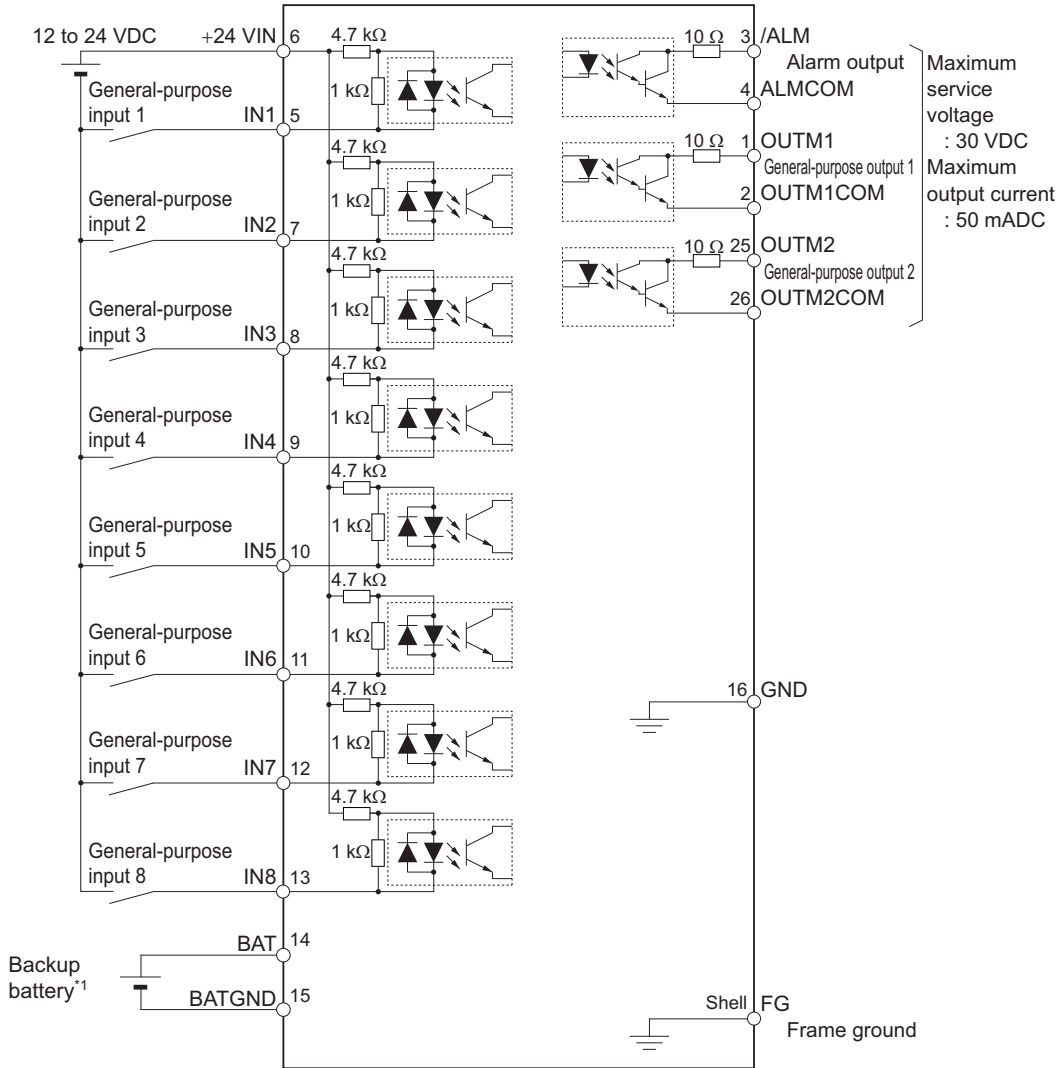 12 to 24 VDC
+24 VIN 6
4.7 kΩ
1 kΩ
General-purpose
input 1
IN1 5
4.7 kΩ
1 kΩ
General-purpose
input 2
IN2 7
4.7 kΩ
1 kΩ
General-purpose
input 3
IN3 8
4.7 kΩ
1 kΩ
General-purpose
input 4
IN4 9
4.7 kΩ
1 kΩ
General-purpose
input 5
IN5 10
4.7 kΩ
1 kΩ
General-purpose
input 6
IN6 11
4.7 kΩ
1 kΩ
General-purpose
input 7
IN7 12
4.7 kΩ
1 kΩ
General-purpose
input 8
IN8 13
BAT 14
Backup
battery*1
BATGND 15
10 Ω 3 /ALM
Alarm output
4 ALMCOM
10 Ω 1 OUTM1
General-purpose output 1
2 OUTM1COM
10 Ω 25 OUTM2
General-purpose output 2
26 OUTM2COM
Maximum
service
voltage
: 30 VDC
Maximum
output current
: 50 mADC
16 GND
Shell FG
Frame ground